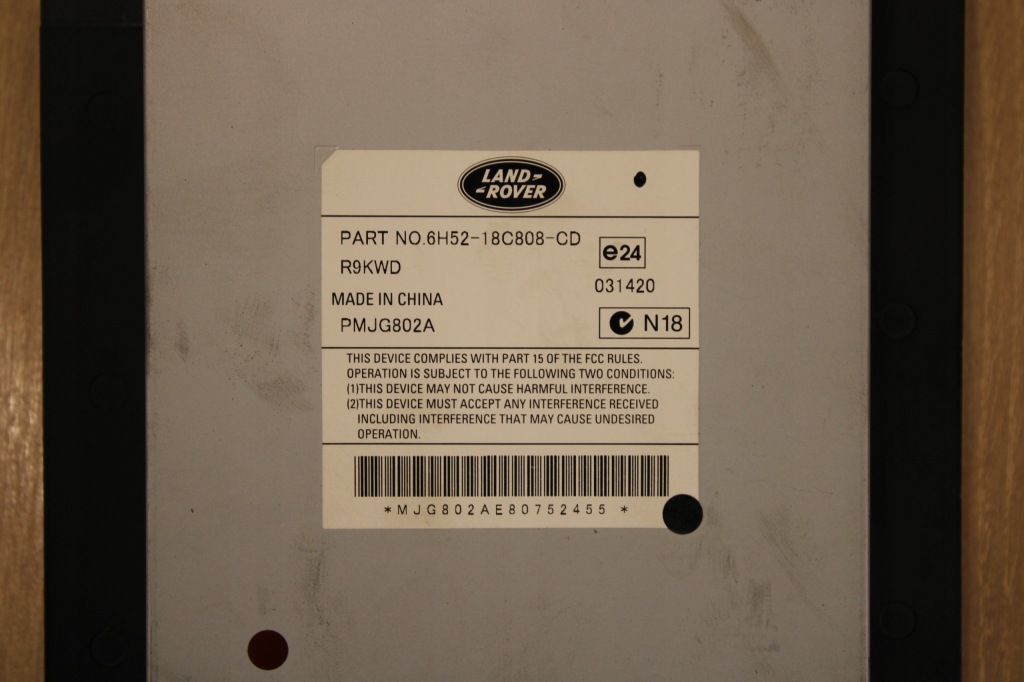 LAND-
-ROVER
PART NO.6H52-18C808-CD
e24
R9KWD
031420
MADE IN CHINA
PMJG802A
N18
THIS DEVICE COMPLIES WITH PART 15 OF THE FCC RULES.
OPERATION IS SUBJECT TO THE FOLLOWING TWO CONDITIONS:
(1)THIS DEVICE MAY NOT CAUSE HARMFUL INTERFERENCE.
(2)THIS DEVICE MUST ACCEPT ANY INTERFERENCE RECEIVED
INCLUDING INTERFERENCE THAT MAY CAUSE UNDESIRED
OPERATION.
*MJG802AE80752455 *